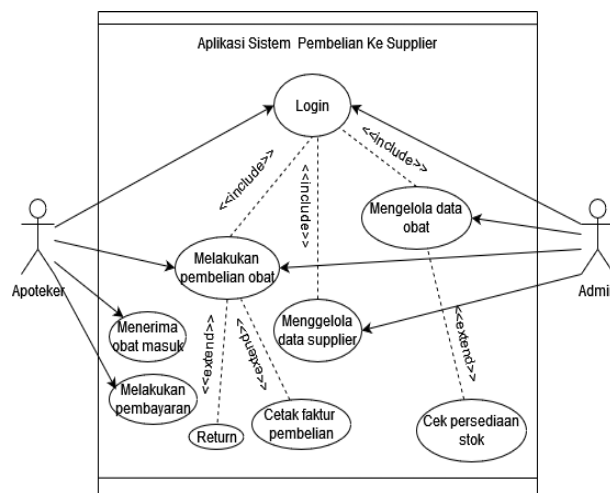 Aplikasi Sistem Pembelian Ke Supplier
Login
<<include>>
<<include>>
<<include>>
Mengelola data
obat
Melakukan
pembelian obat
Apoteker
Admin
Menerima
obat masuk
Menggelola
data supplier
<<extend>>
<<extend>>
<<extend>>
Melakukan
pembayaran
Return
Cetak faktur
pembelian
Cek persediaan
stok